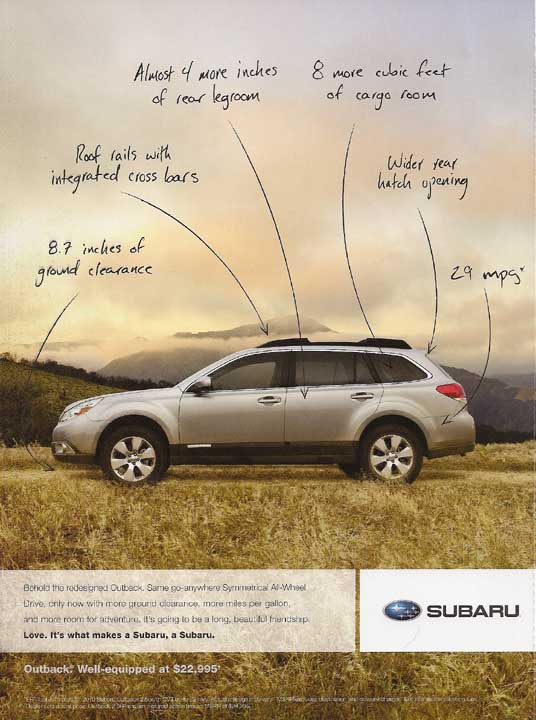 Almost 4 more inches
of rear legroom
8 more cubic feet
of cargo room
Roof rails with
integrated cross bars
Wider rear
hatch opening
8.7 inches of
ground clearance
29 mpg*
Behold the redesigned Outback. Same go-anywhere Symmetrical All-Wheel
Drive, only now with more ground clearance, more miles per gallon,
and more room for adventure. It's going to be a long, beautiful friendship.
Love. It's what makes a Subaru, a Subaru.
SUBARU
Outback. Well-equipped at $22,995